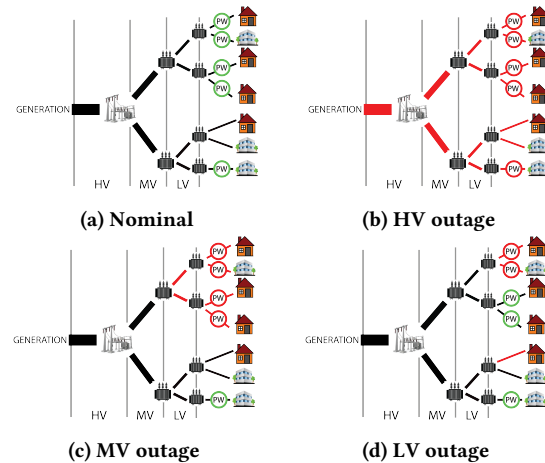 PW
PW
PW
PW
GENERATION
PW
HV MV LV
(a) Nominal
PW
PW
PW
PW
GENERATION
PW
HV MV LV
(b) HV outage
PW
PW
PW
PW
GENERATION
PW
HV MV LV
(c) MV outage
PW
PW
PW
PW
GENERATION
PW
HV MV LV
(d) LV outage